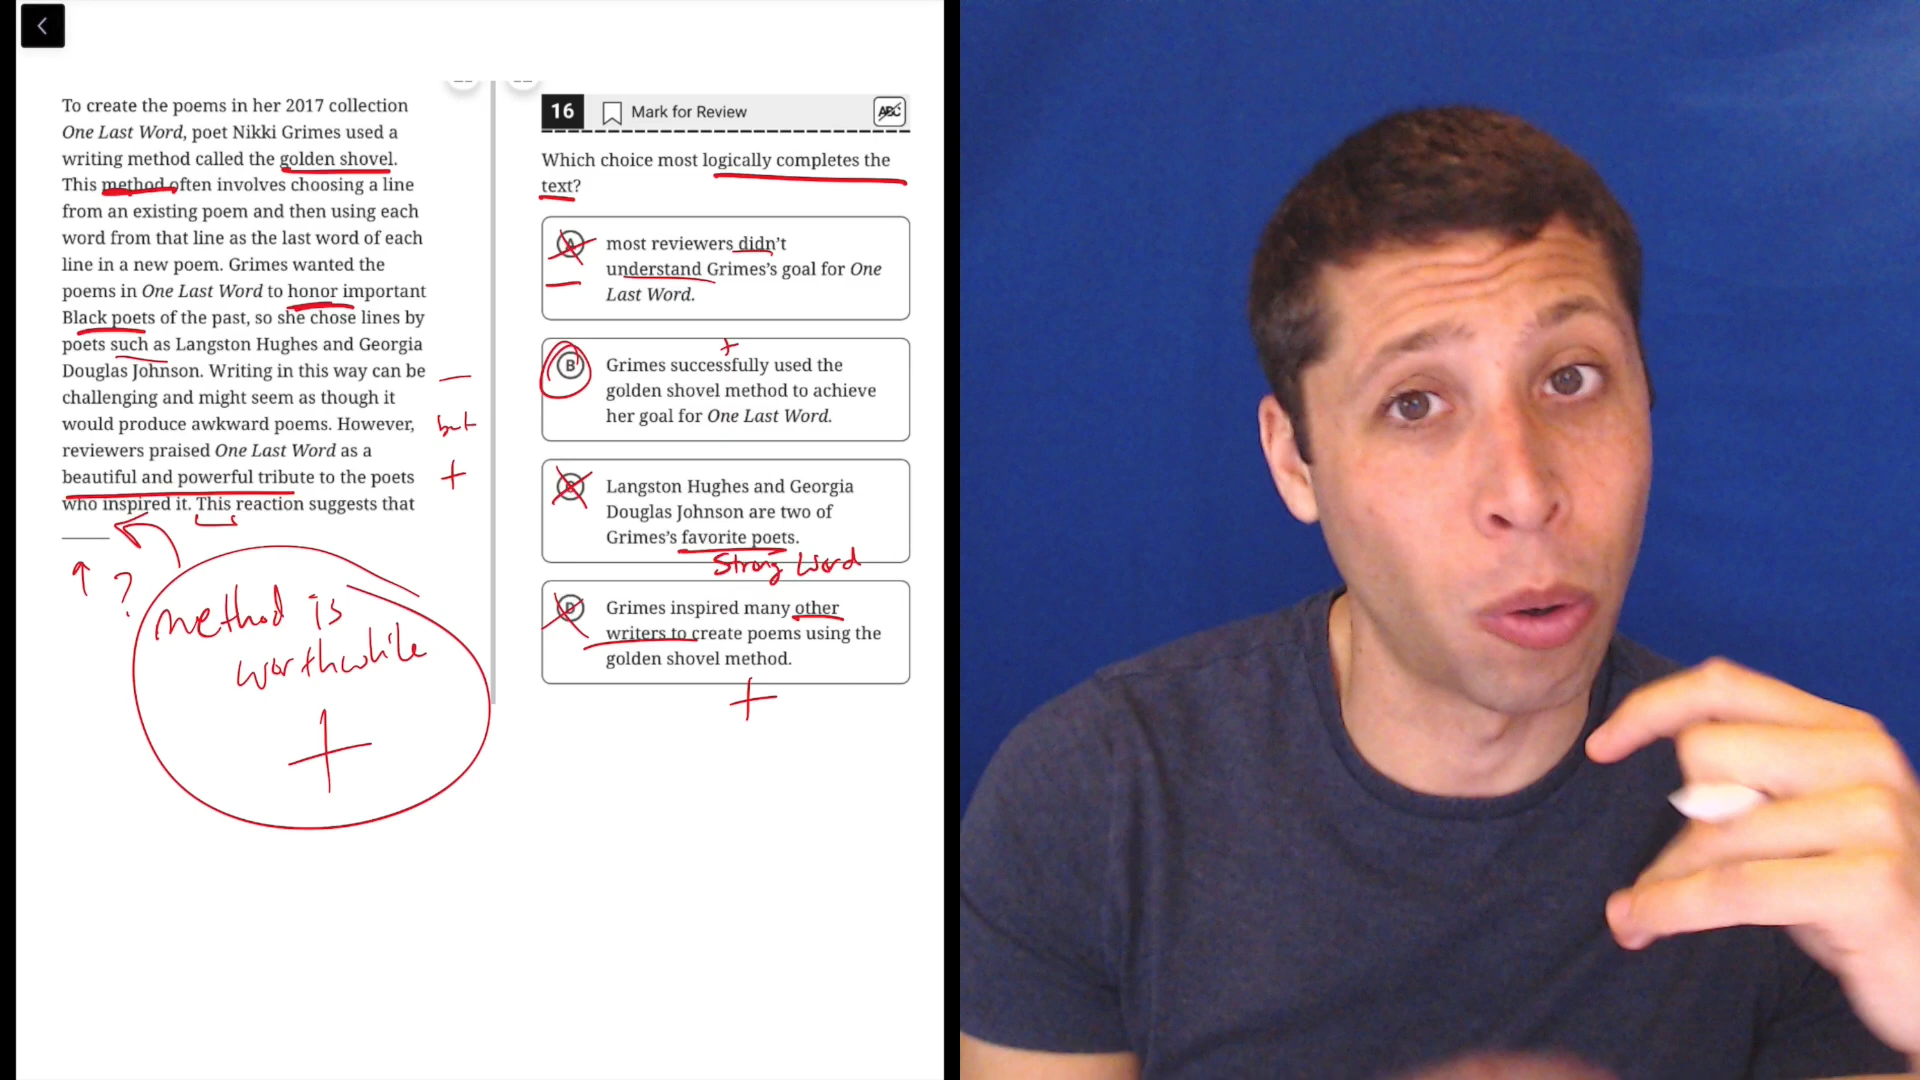 To create the poems in her 2017 collection
One Last Word, poet Nikki Grimes used a
writing method called the golden shovel.
This method often involves choosing a line
from an existing poem and then using each
word from that line as the last word of each
line in a new poem. Grimes wanted the
poems in One Last Word to honor important
Black poets of the past, so she chose lines by
poets such as Langston Hughes and Georgia
Douglas Johnson. Writing in this way can be
challenging and might seem as though it
would produce awkward poems. However,
reviewers praised One Last Word as a
beautiful and powerful tribute to the poets
who inspired it. This reaction suggests that
______
−
but
+
?
method is
worthwhile
+
16 Mark for Review ABC
Which choice most logically completes the
text?
A most reviewers didn’t
understand Grimes’s goal for One
Last Word.
−
+
B Grimes successfully used the
golden shovel method to achieve
her goal for One Last Word.
Langston Hughes and Georgia
Douglas Johnson are two of
Grimes’s favorite poets.
Strong Word
D Grimes inspired many other
writers to create poems using the
golden shovel method.
+